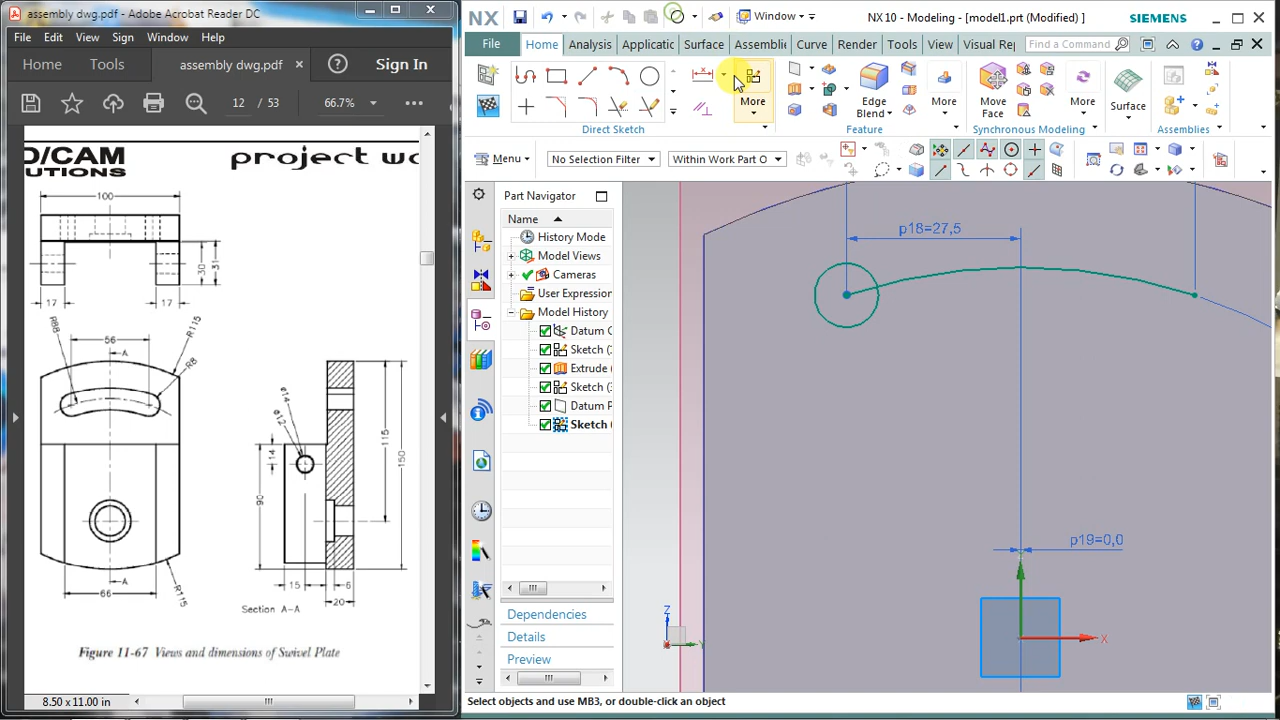 assembly dwg.pdf - Adobe Acrobat Reader DC
File Edit View Sign Window Help
Home Tools assembly dwg.pdf × Sign In
12 / 53 66.7%
D/CAM
UTIONS
project wo
100
30
31
17 17
R88
R115
56
A
R8
A
66
R115
ø14
ø12
14
90
115
150
15 6
20
Section A-A
Figure 11-67 Views and dimensions of Swivel Plate
8.50 x 11.00 in
NX Window NX 10 - Modeling - [model1.prt (Modified) ] SIEMENS
File Home Analysis Applicatic Surface Assembli Curve Render Tools View Visual Rep Find a Command
More Edge Blend More Move Face More Surface
Direct Sketch Feature Synchronous Modeling Assemblies
Menu No Selection Filter Within Work Part O
Part Navigator
Name
History Mode
Model Views
Cameras
User Expression
Model History
Datum C
Sketch (
Extrude (
Sketch (
Datum P
Sketch (
Dependencies
Details
Preview
p18=27,5
p19=0,0
X
Z
Y
Select objects and use MB3, or double-click an object